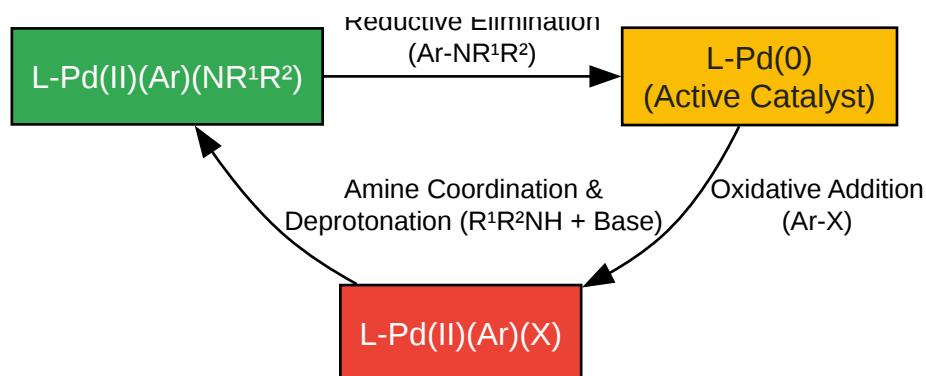 Reductive Elimination
(Ar-NR¹R²)
L-Pd(II)(Ar)(NR¹R²)
L-Pd(0)
(Active Catalyst)
Amine Coordination &
Deprotonation (R¹R²NH + Base)
Oxidative Addition
(Ar-X)
L-Pd(II)(Ar)(X)